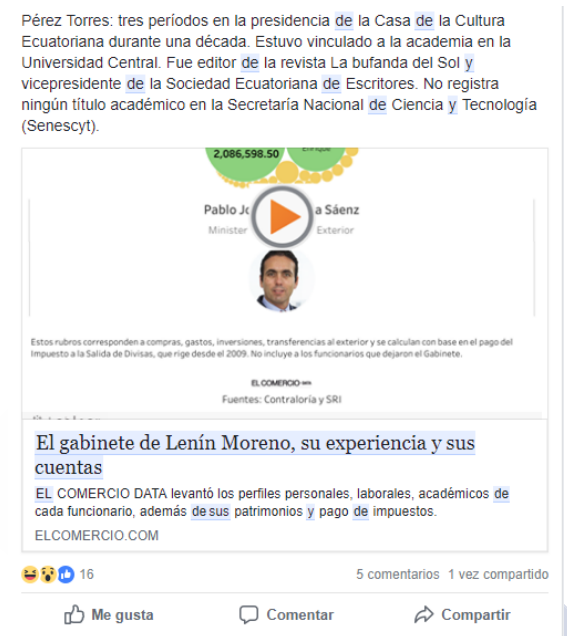 Pérez Torres: tres períodos en la presidencia de la Casa de la Cultura
Ecuatoriana durante una década. Estuvo vinculado a la academia en la
Universidad Central. Fue editor de la revista La bufanda del Sol y
vicepresidente de la Sociedad Ecuatoriana de Escritores. No registra
ningún título académico en la Secretaría Nacional de Ciencia y Tecnología
(Senescyt).
2,086,598.50
Enrique
Pablo Jo a Sáenz
Minister Exterior
Estos rubros corresponden a compras, gastos, inversiones, transferencias al exterior y se calculan con base en el pago del
Impuesto a la Salida de Divisas, que rige desde el 2009. No incluye a los funcionarios que dejaron el Gabinete.
EL COMERCIO
Fuentes: Contraloría y SRI
El gabinete de Lenín Moreno, su experiencia y sus
cuentas
EL COMERCIO DATA levantó los perfiles personales, laborales, académicos de
cada funcionario, además de sus patrimonios y pago de impuestos.
ELCOMERCIO.COM
16
5 comentarios 1 vez compartido
Me gusta Comentar Compartir